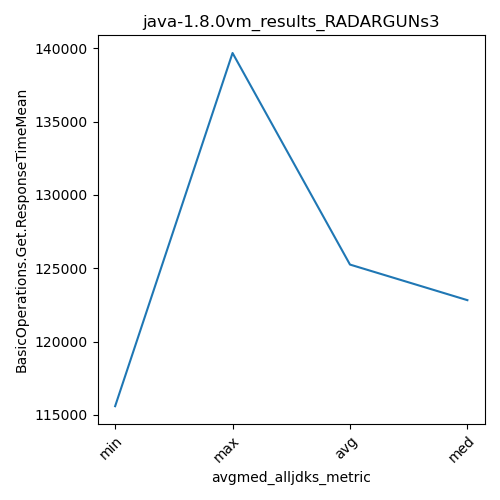 java-1.8.0vm_results_RADARGUNs3
BasicOperations.Get.ResponseTimeMean
140000
135000
130000
125000
120000
115000
min
max
avg
med
avgmed_alljdks_metric